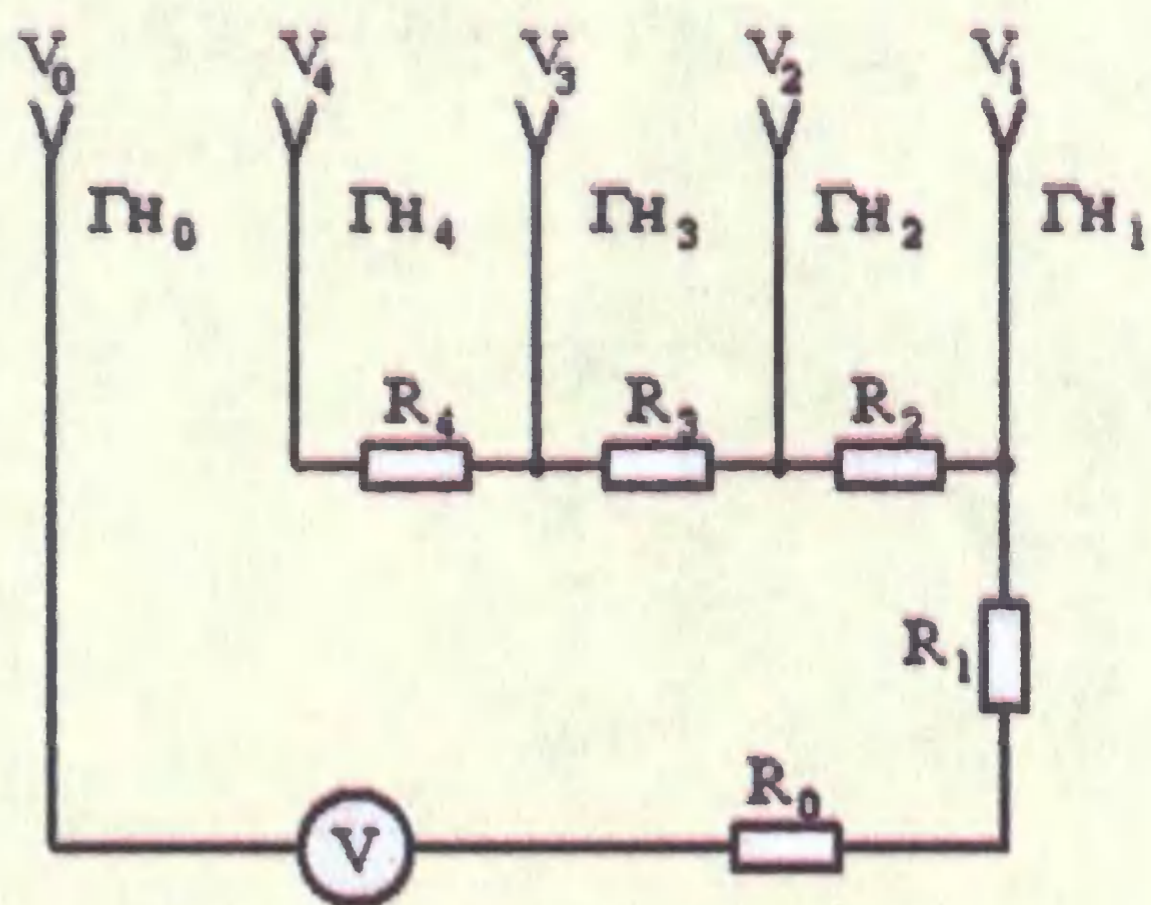 V₀ V₄ V₃ V₂ V₁
Гн₀ Гн₄ Гн₃ Гн₂ Гн₁
R₄ R₃ R₂
R₁
R₀
V